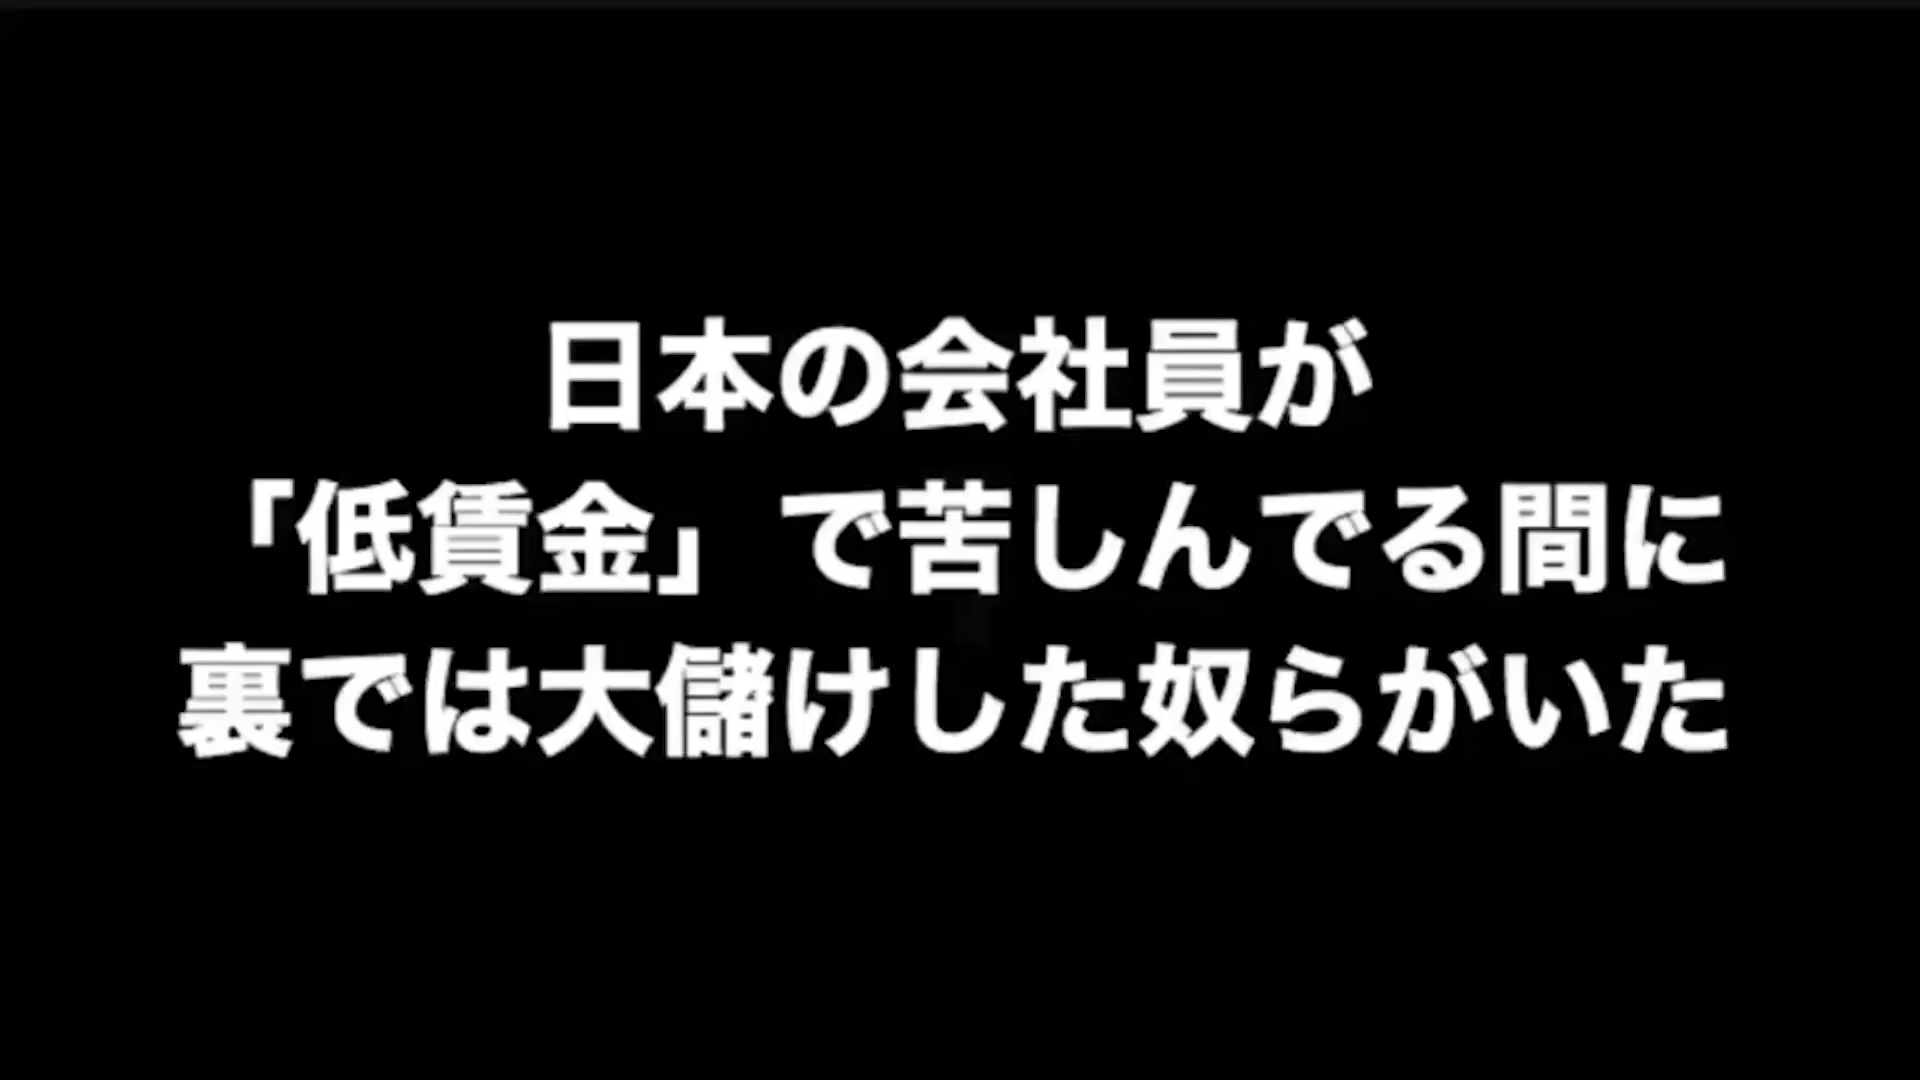 日本の会社員が
「低賃金」で苦しんでる間に
裏では大儲けした奴らがいた